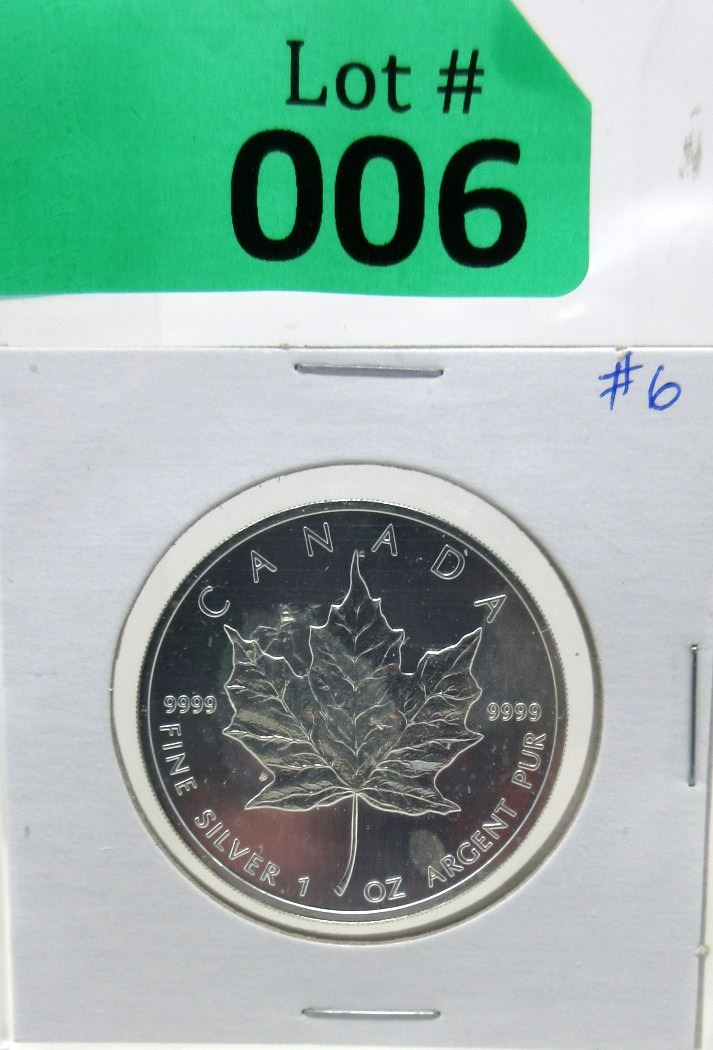 Lot #
006
#6
CANADA
9999 9999
FINE SILVER 1 OZ ARGENT PUR